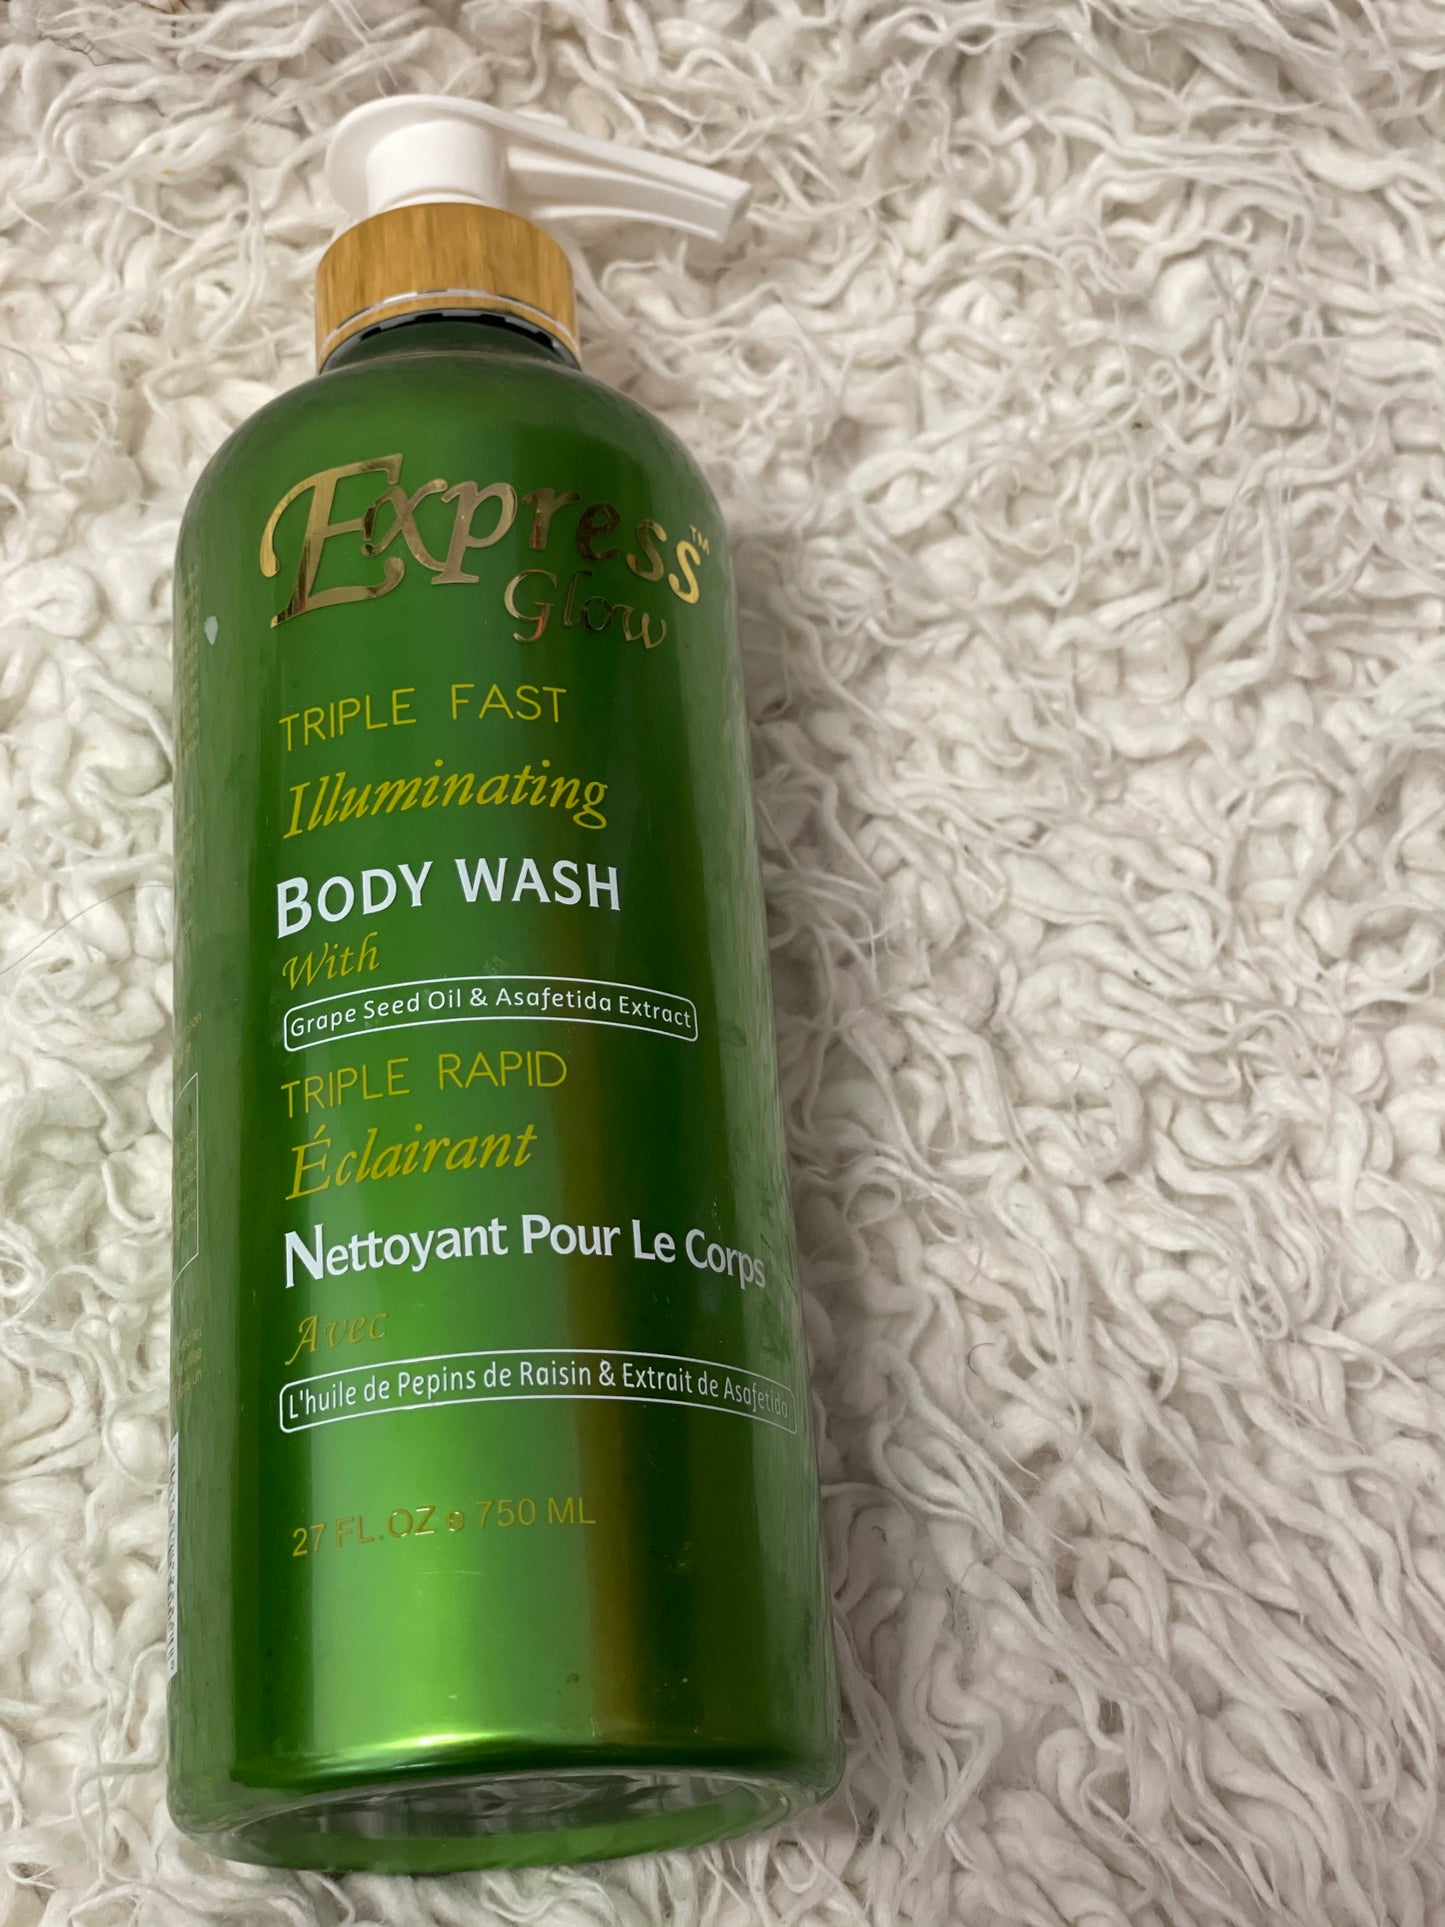 Express™
Glow
TRIPLE FAST
Illuminating
BODY WASH
With
Grape Seed Oil & Asafetida Extract
TRIPLE RAPID
Éclairant
Nettoyant Pour Le Corps
Avec
L'huile de Pepins de Raisin & Extrait de Asafetida
27 FL.OZ ℮ 750 ML